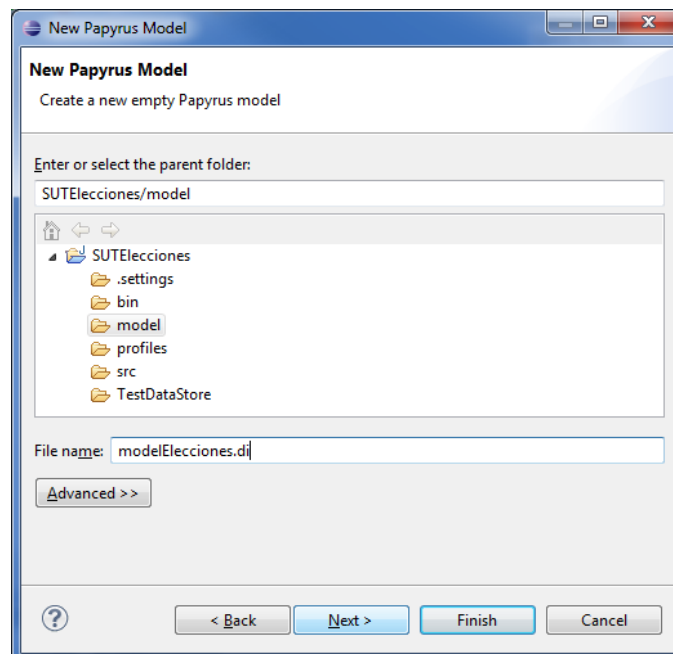 New Papyrus Model
New Papyrus Model
Create a new empty Papyrus model
Enter or select the parent folder:
SUTElecciones/model
SUTElecciones
.settings
bin
model
profiles
src
TestDataStore
File name: modelElecciones.di
Advanced >>
? < Back Next > Finish Cancel